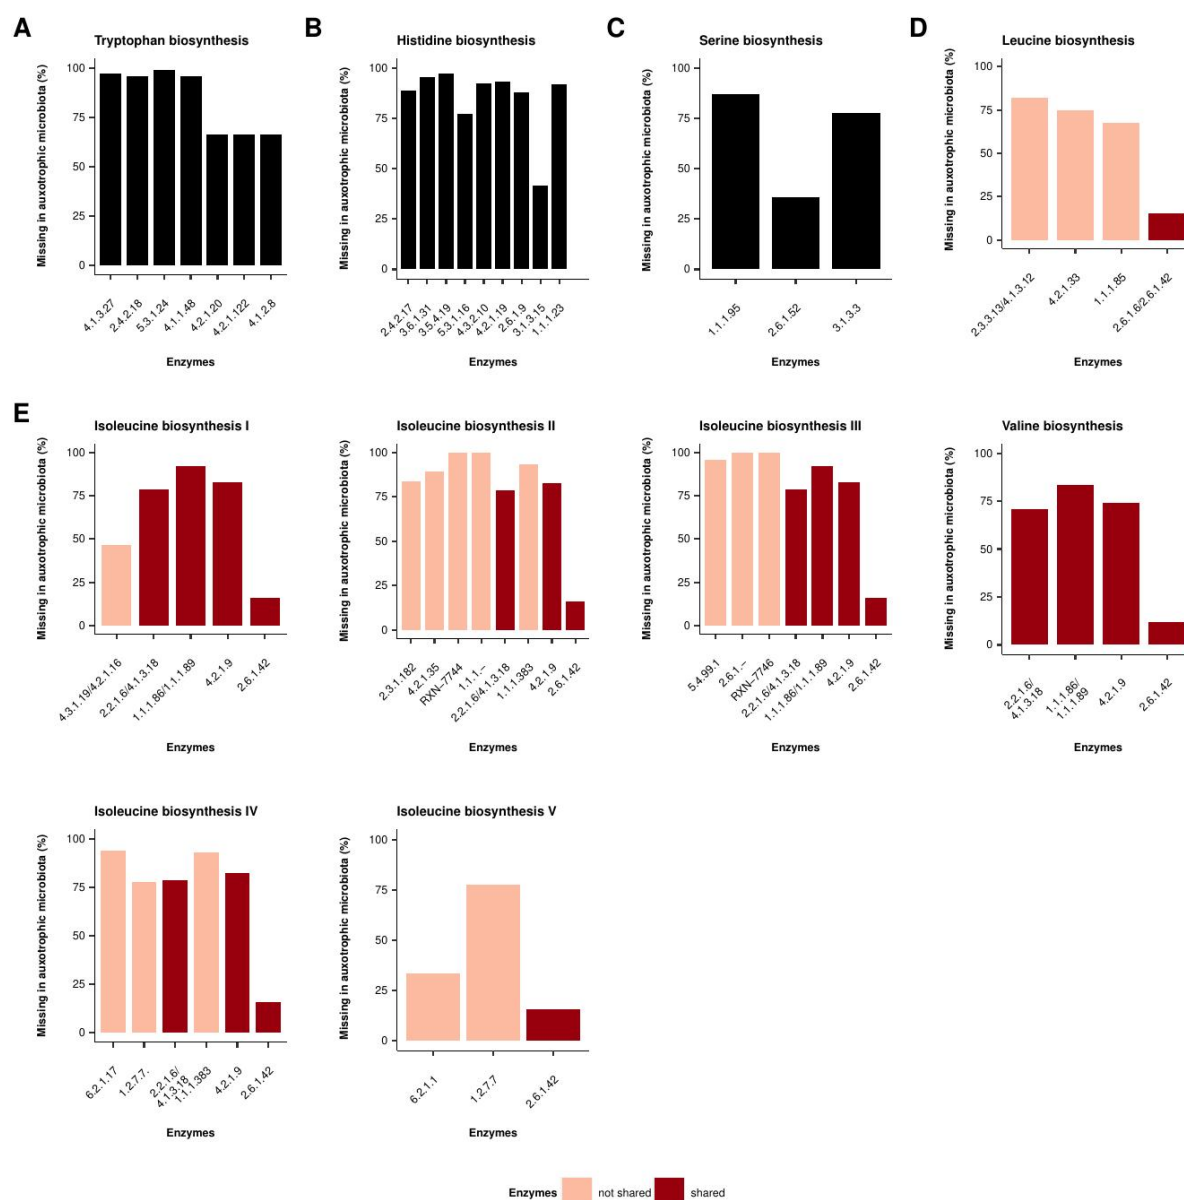 A
Tryptophan biosynthesis
Missing in auxotrophic microbiota (%)
100
75
50
25
0
4.1.3.27
2.4.2.18
5.3.1.24
4.1.1.48
4.2.1.20
4.2.1.122
4.1.2.8
Enzymes
B
Histidine biosynthesis
Missing in auxotrophic microbiota (%)
100
75
50
25
0
2.4.2.17
3.6.1.31
3.5.4.19
5.3.1.16
4.3.2.10
4.2.1.19
2.6.1.9
3.1.3.15
1.1.1.23
Enzymes
C
Serine biosynthesis
Missing in auxotrophic microbiota (%)
100
75
50
25
0
1.1.1.95
2.6.1.52
3.1.3.3
Enzymes
D
Leucine biosynthesis
Missing in auxotrophic microbiota (%)
100
75
50
25
0
2.3.3.13/4.1.3.12
4.2.1.33
1.1.1.85
2.6.1.6/2.6.1.42
Enzymes
E
Isoleucine biosynthesis I
Missing in auxotrophic microbiota (%)
100
75
50
25
0
4.3.1.19/4.2.1.16
2.2.1.6/4.1.3.18
1.1.1.86/1.1.1.89
4.2.1.9
2.6.1.42
Enzymes
Isoleucine biosynthesis II
Missing in auxotrophic microbiota (%)
100
75
50
25
0
2.3.1.182
4.2.1.35
RXN−7744
1.1.1.−
2.2.1.6/4.1.3.18
1.1.1.383
4.2.1.9
2.6.1.42
Enzymes
Isoleucine biosynthesis III
Missing in auxotrophic microbiota (%)
100
75
50
25
0
5.4.99.1
2.6.1.−
RXN−7746
2.2.1.6/4.1.3.18
1.1.1.86/1.1.1.89
4.2.1.9
2.6.1.42
Enzymes
Valine biosynthesis
Missing in auxotrophic microbiota (%)
100
75
50
25
0
2.2.1.6/
4.1.3.18
1.1.1.86/
1.1.1.89
4.2.1.9
2.6.1.42
Enzymes
Isoleucine biosynthesis IV
Missing in auxotrophic microbiota (%)
100
75
50
25
0
6.2.1.17
1.2.7.7.
2.2.1.6/
4.1.3.18
1.1.1.383
4.2.1.9
2.6.1.42
Enzymes
Isoleucine biosynthesis V
Missing in auxotrophic microbiota (%)
100
75
50
25
0
6.2.1.1
1.2.7.7
2.6.1.42
Enzymes
Enzymes not shared shared